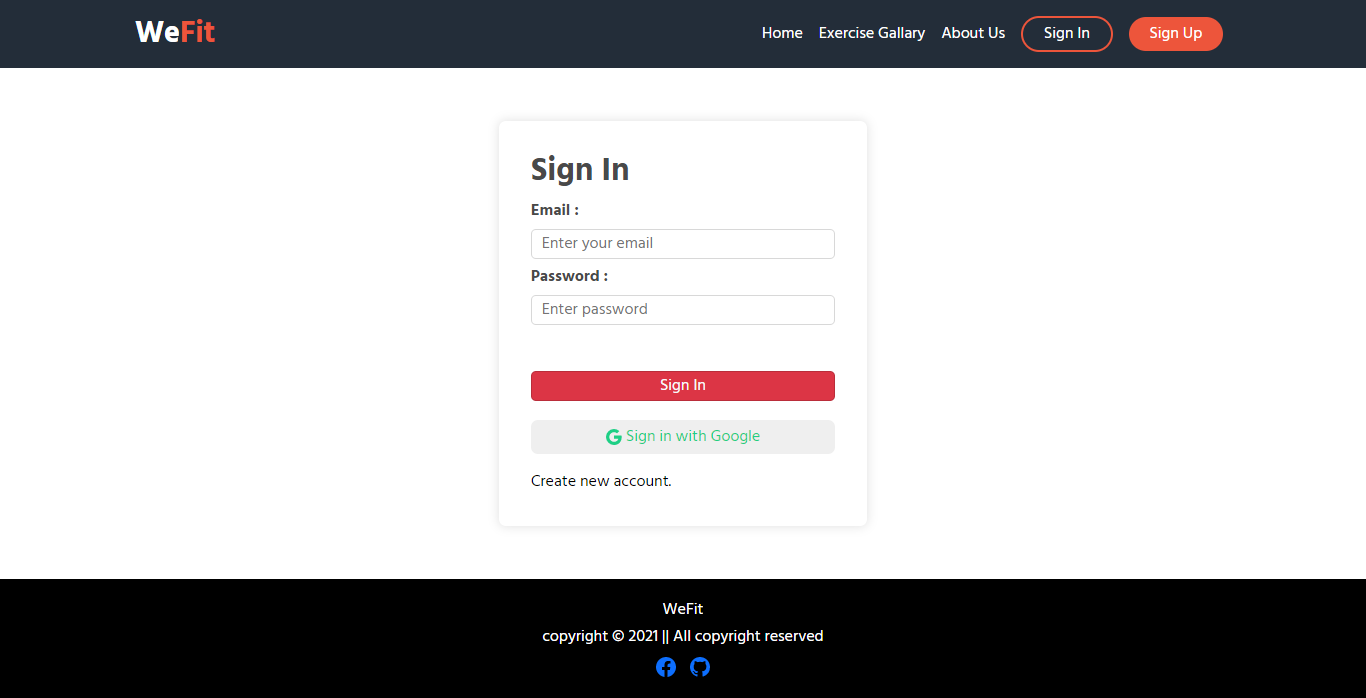 WeFit
Home Exercise Gallary About Us Sign In Sign Up
Sign In
Email :
Enter your email
Password :
Enter password
Sign In
Sign in with Google
Create new account.
WeFit
copyright © 2021 || All copyright reserved